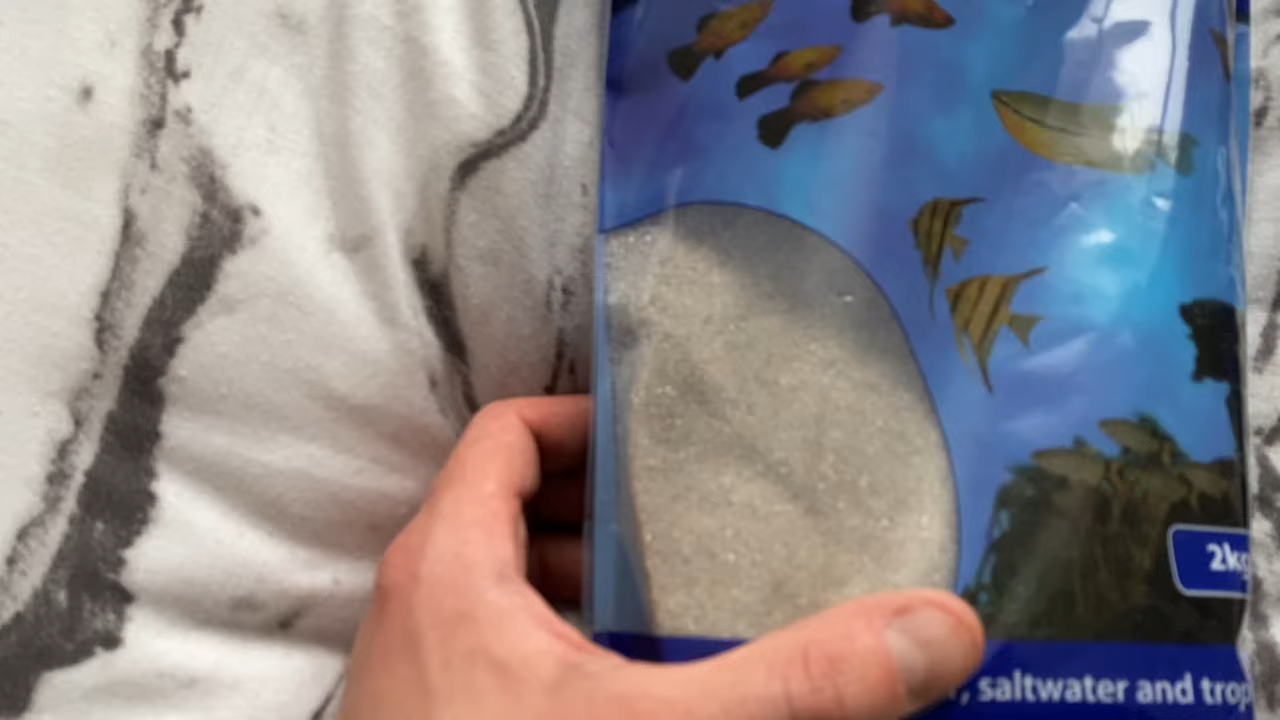 2kg
, saltwater and trop